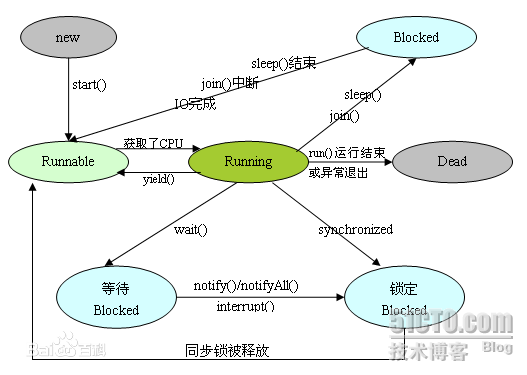 new
Blocked
sleep()结束
join()中断
IO完成
start()
sleep()
join()
Runnable
获取了CPU
yield()
Running
run()运行结束
或异常退出
Dead
wait()
synchronized
等待
Blocked
notify()/notifyAll()
interrupt()
锁定
Blocked
同步锁被释放
Bai百科
51CTO.com
技术博客
Blog